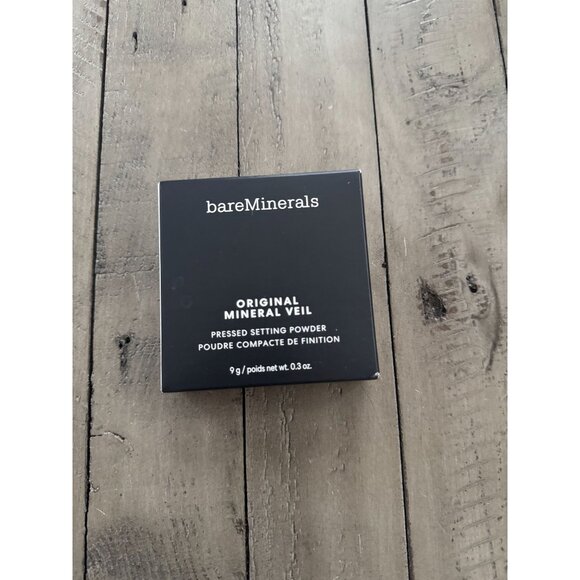 bareMinerals
ORIGINAL
MINERAL VEIL
PRESSED SETTING POWDER
POUDRE COMPACTE DE FINITION
9 g / poids net wt. 0.3 oz.